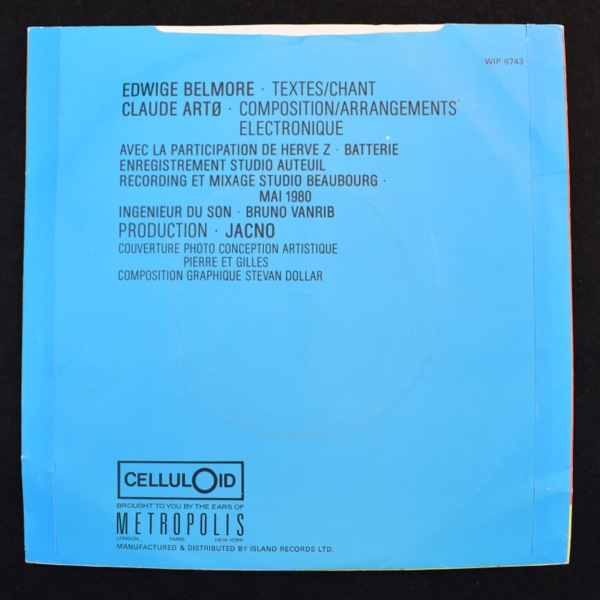 WIP 6743
EDWIGE BELMORE · TEXTES/CHANT
CLAUDE ARTØ · COMPOSITION/ARRANGEMENTS
ELECTRONIQUE
AVEC LA PARTICIPATION DE HERVE Z · BATTERIE
ENREGISTREMENT STUDIO AUTEUIL
RECORDING ET MIXAGE STUDIO BEAUBOURG ·
MAI 1980
INGENIEUR DU SON · BRUNO VANRIB
PRODUCTION · JACNO
COUVERTURE PHOTO CONCEPTION ARTISTIQUE
PIERRE ET GILLES
COMPOSITION GRAPHIQUE STEVAN DOLLAR
CELLULOID
BROUGHT TO YOU BY THE EARS OF
METROPOLIS
LONDON PARIS NEW YORK
MANUFACTURED & DISTRIBUTED BY ISLAND RECORDS LTD.